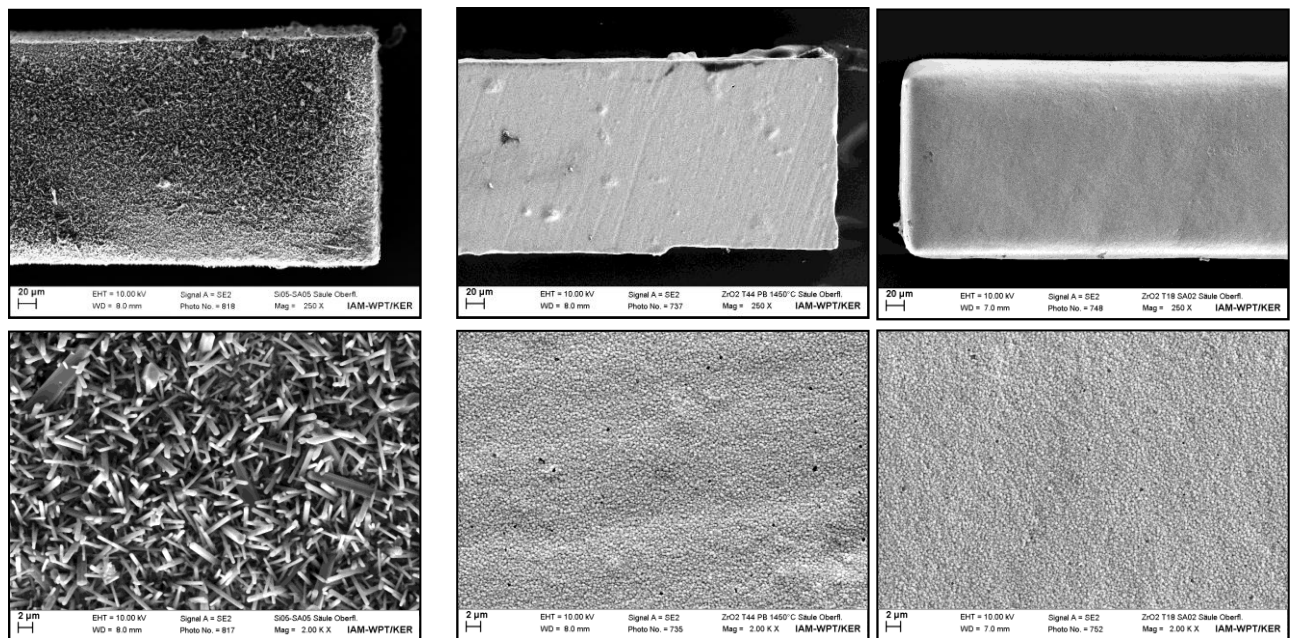 20 µm EHT = 10.00 kV Signal A = SE2 Si05-SA05 Säule Oberfl.
WD = 8.0 mm Photo No. = 818 Mag = 250 X IAM-WPT/KER
20 µm EHT = 10.00 kV Signal A = SE2 ZrO2 T44 PB 1450°C Säule Oberfl.
WD = 8.0 mm Photo No. = 737 Mag = 250 X IAM-WPT/KER
20 µm EHT = 10.00 kV Signal A = SE2 ZrO2 T18 SA02 Säule Oberfl.
WD = 7.0 mm Photo No. = 748 Mag = 250 X IAM-WPT/KER
2 µm EHT = 10.00 kV Signal A = SE2 Si05-SA05 Säule Oberfl.
WD = 8.0 mm Photo No. = 817 Mag = 2.00 K X IAM-WPT/KER
2 µm EHT = 10.00 kV Signal A = SE2 ZrO2 T44 PB 1450°C Säule Oberfl.
WD = 8.0 mm Photo No. = 735 Mag = 2.00 K X IAM-WPT/KER
2 µm EHT = 10.00 kV Signal A = SE2 ZrO2 T18 SA02 Säule Oberfl.
WD = 7.0 mm Photo No. = 752 Mag = 2.00 K X IAM-WPT/KER